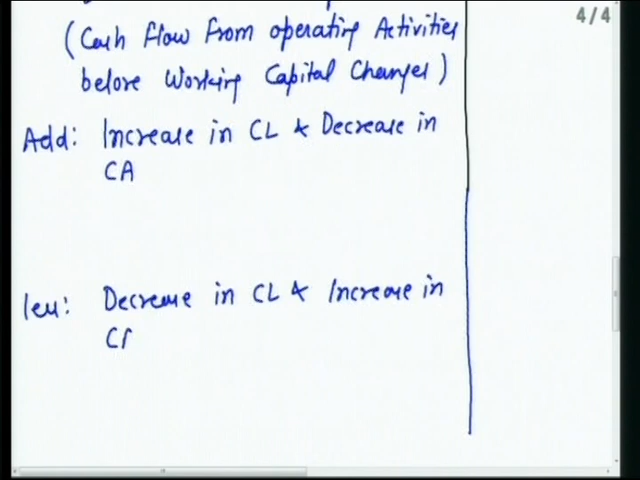 4/4
(Cash flow from operating Activities
before Working Capital Changes)
Add: Increase in CL & Decrease in
CA
less: Decrease in CL & Increase in